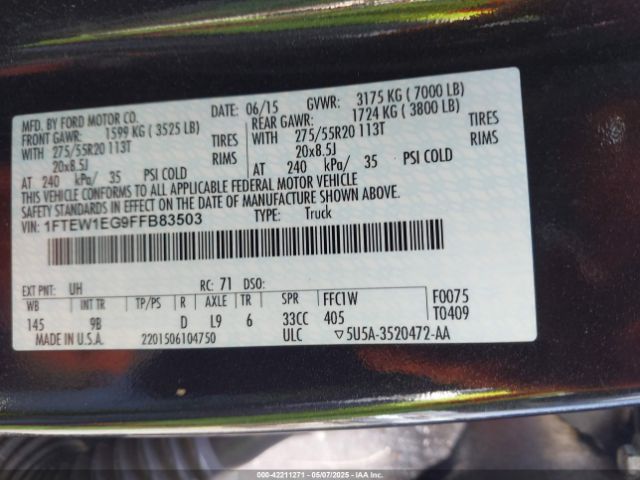 MFD. BY FORD MOTOR CO. DATE: 06/15 GVWR: 3175 KG ( 7000 LB)
FRONT GAWR: 1599 KG ( 3525 LB) REAR GAWR: 1724 KG ( 3800 LB)
WITH 275/55R20 113T TIRES WITH 275/55R20 113T TIRES
20x8.5J RIMS 20x8.5J RIMS
AT 240 kPa/ 35 PSI COLD AT 240 kPa/ 35 PSI COLD
THIS VEHICLE CONFORMS TO ALL APPLICABLE FEDERAL MOTOR VEHICLE
SAFETY STANDARDS IN EFFECT ON THE DATE OF MANUFACTURE SHOWN ABOVE.
VIN: 1FTEW1EG9FFB83503 TYPE: Truck
EXT PNT: UH RC: 71 DSO:
WB INT TR TP/PS R AXLE TR SPR FFC1W F0075
145 9B D L9 6 33CC 405 T0409
MADE IN U.S.A. 2201506104750 ULC ▽5U5A-3520472-AA
000-42211271 - 05/07/2025 - IAA Inc.